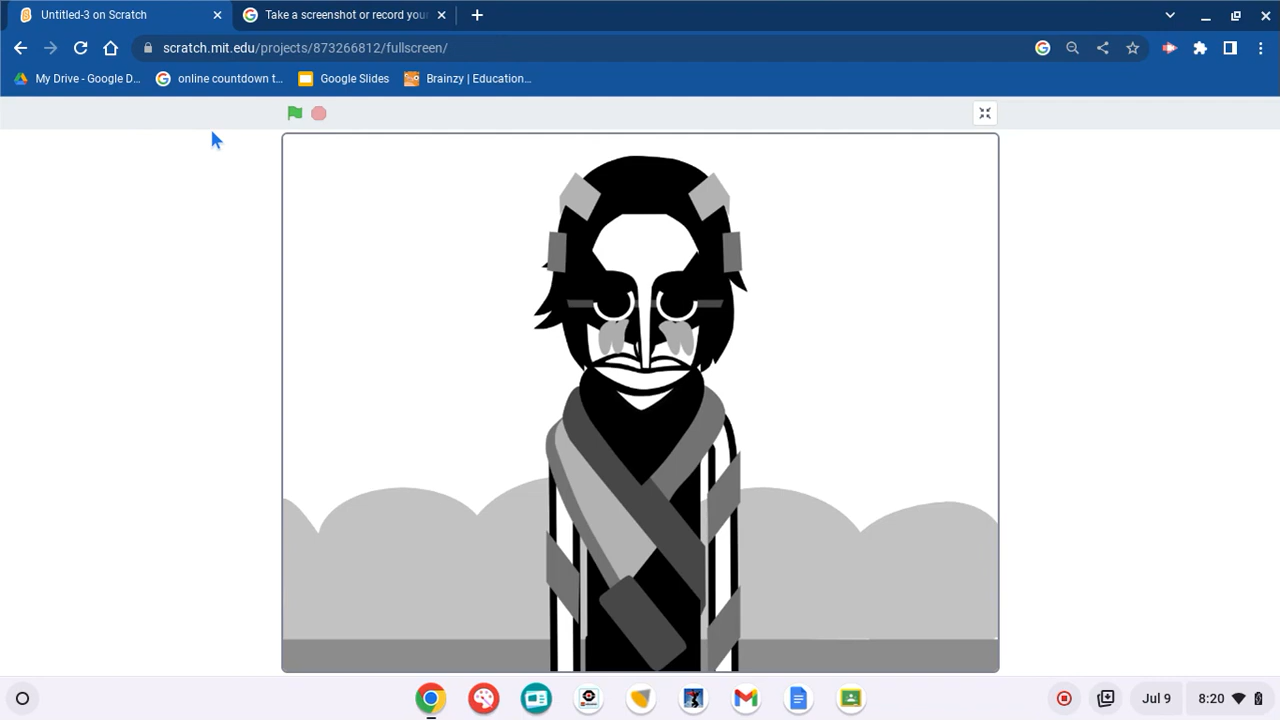 Untitled-3 on Scratch
Take a screenshot or record your
scratch.mit.edu/projects/873266812/fullscreen/
My Drive - Google D...
online countdown t...
Google Slides
Brainzy | Education...
Jul 9
8:20